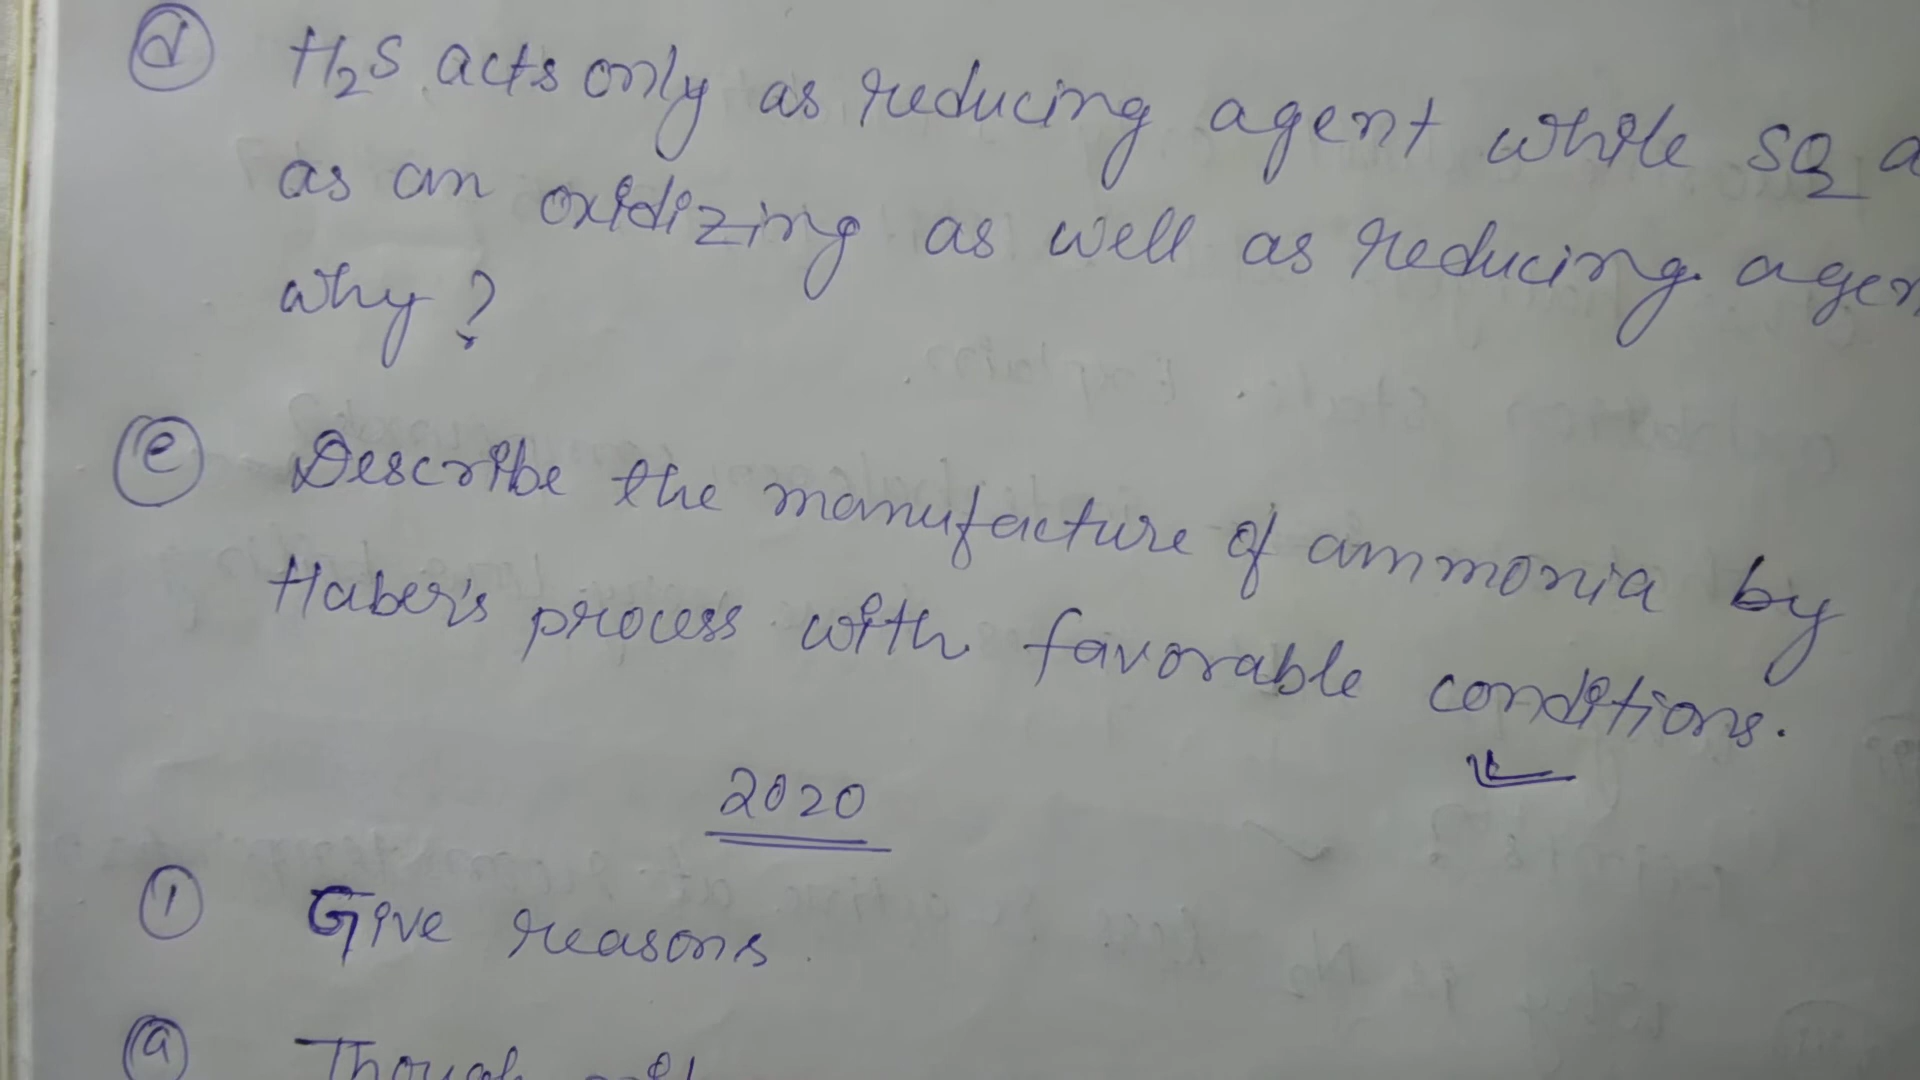 (d) H₂S acts only as reducing agent while SO₂
as an oxidizing as well as reducing
why?
(e) Describe the manufacture of ammonia by
Haber's process with favorable conditions.
2020
(1) Give reasons
(a) Though